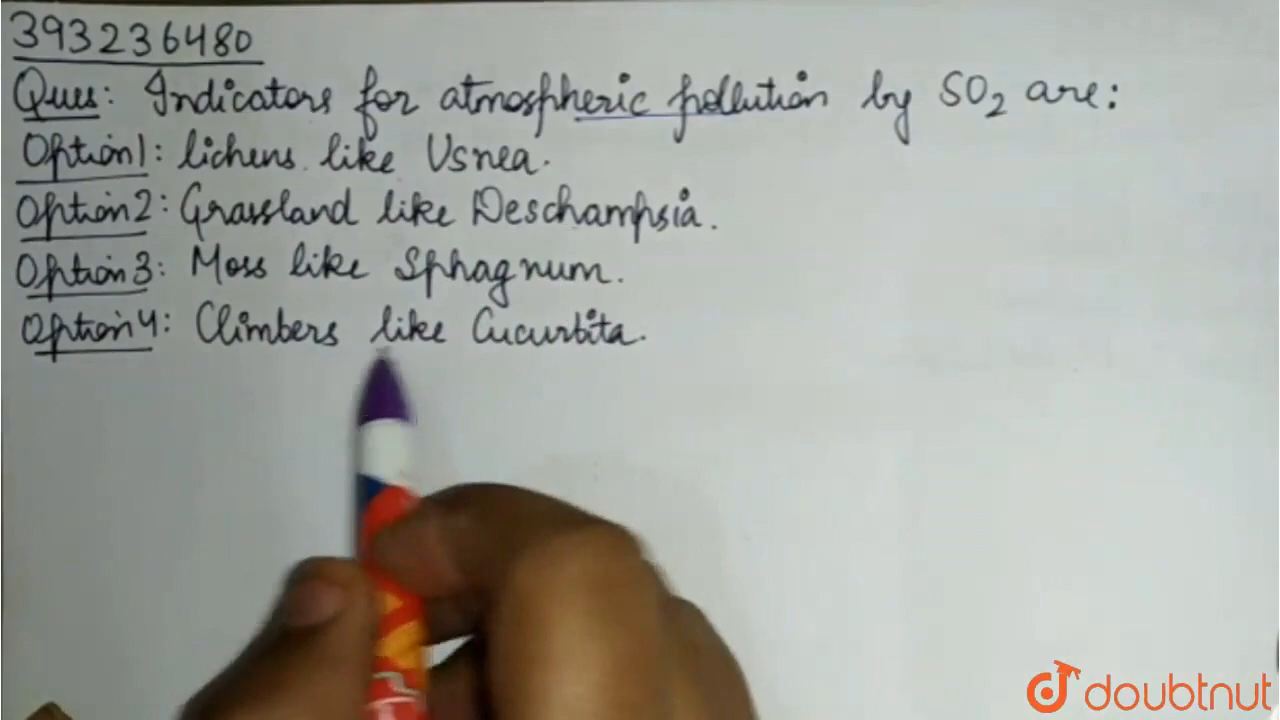 393236480
Ques: Indicators for atmospheric pollution by SO2 are:
Option1: lichens like Usnea.
Option2: Grassland like Deschampsia.
Option3: Moss like Sphagnum.
Option4: Climbers like Cucurbita.
doubtnut